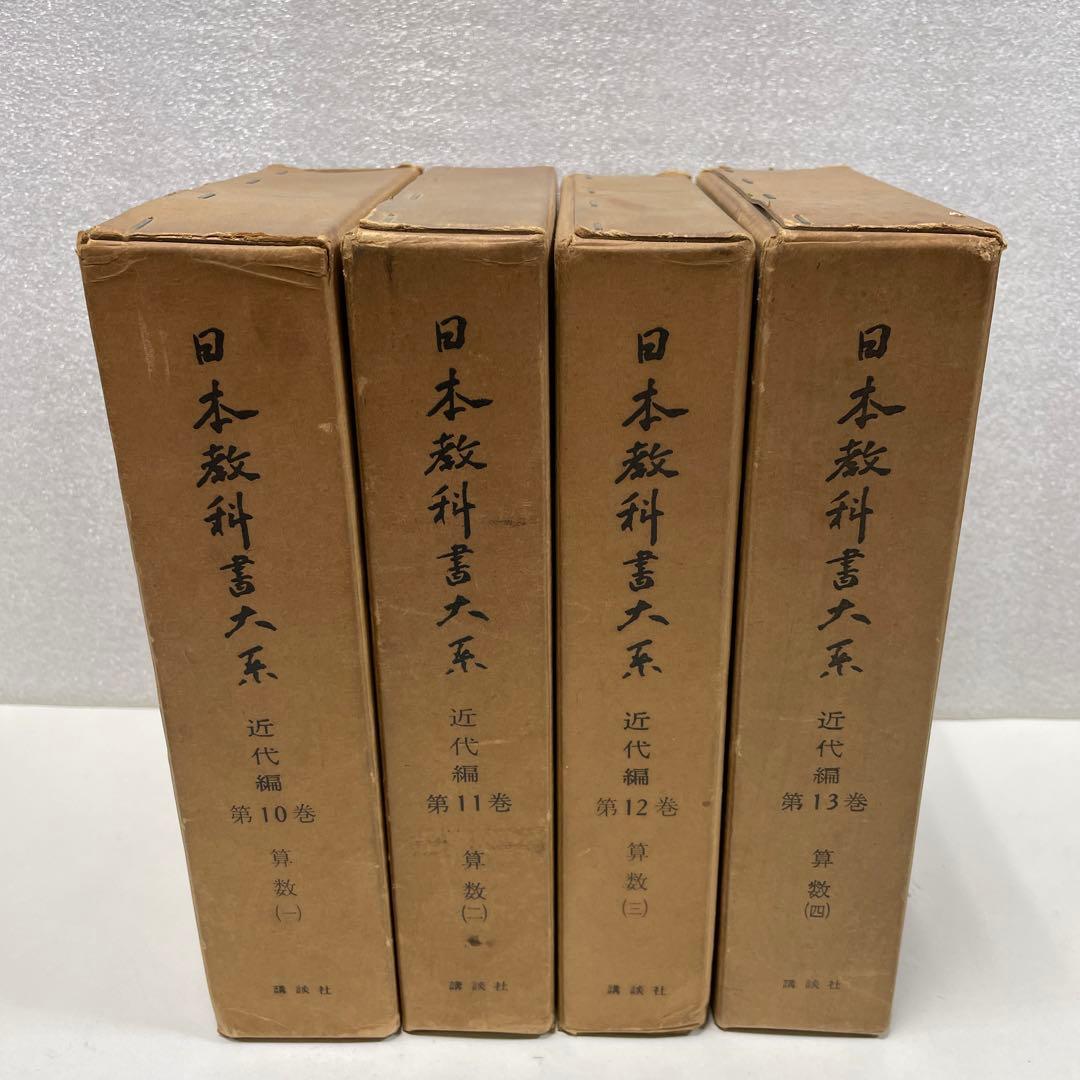 日本教科書大系
近代編
第10巻
算数
(一)
講談社
日本教科書大系
近代編
第11巻
算数
(二)
講談社
日本教科書大系
近代編
第12巻
算数
(三)
講談社
日本教科書大系
近代編
第13巻
算数
(四)
講談社